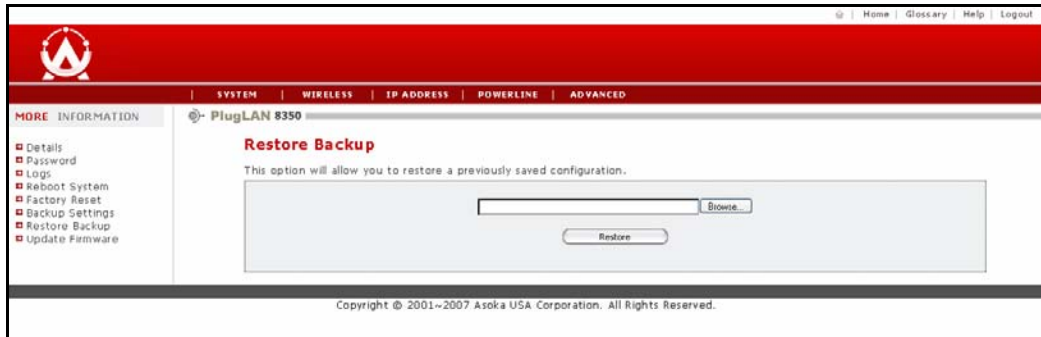 Home | Glossary | Help | Logout
| SYSTEM | WIRELESS | IP ADDRESS | POWERLINE | ADVANCED
MORE INFORMATION
Details
Password
Logs
Reboot System
Factory Reset
Backup Settings
Restore Backup
Update Firmware
PlugLAN 8350
Restore Backup
This option will allow you to restore a previously saved configuration.
Browse...
Restore
Copyright © 2001~2007 Asoka USA Corporation. All Rights Reserved.